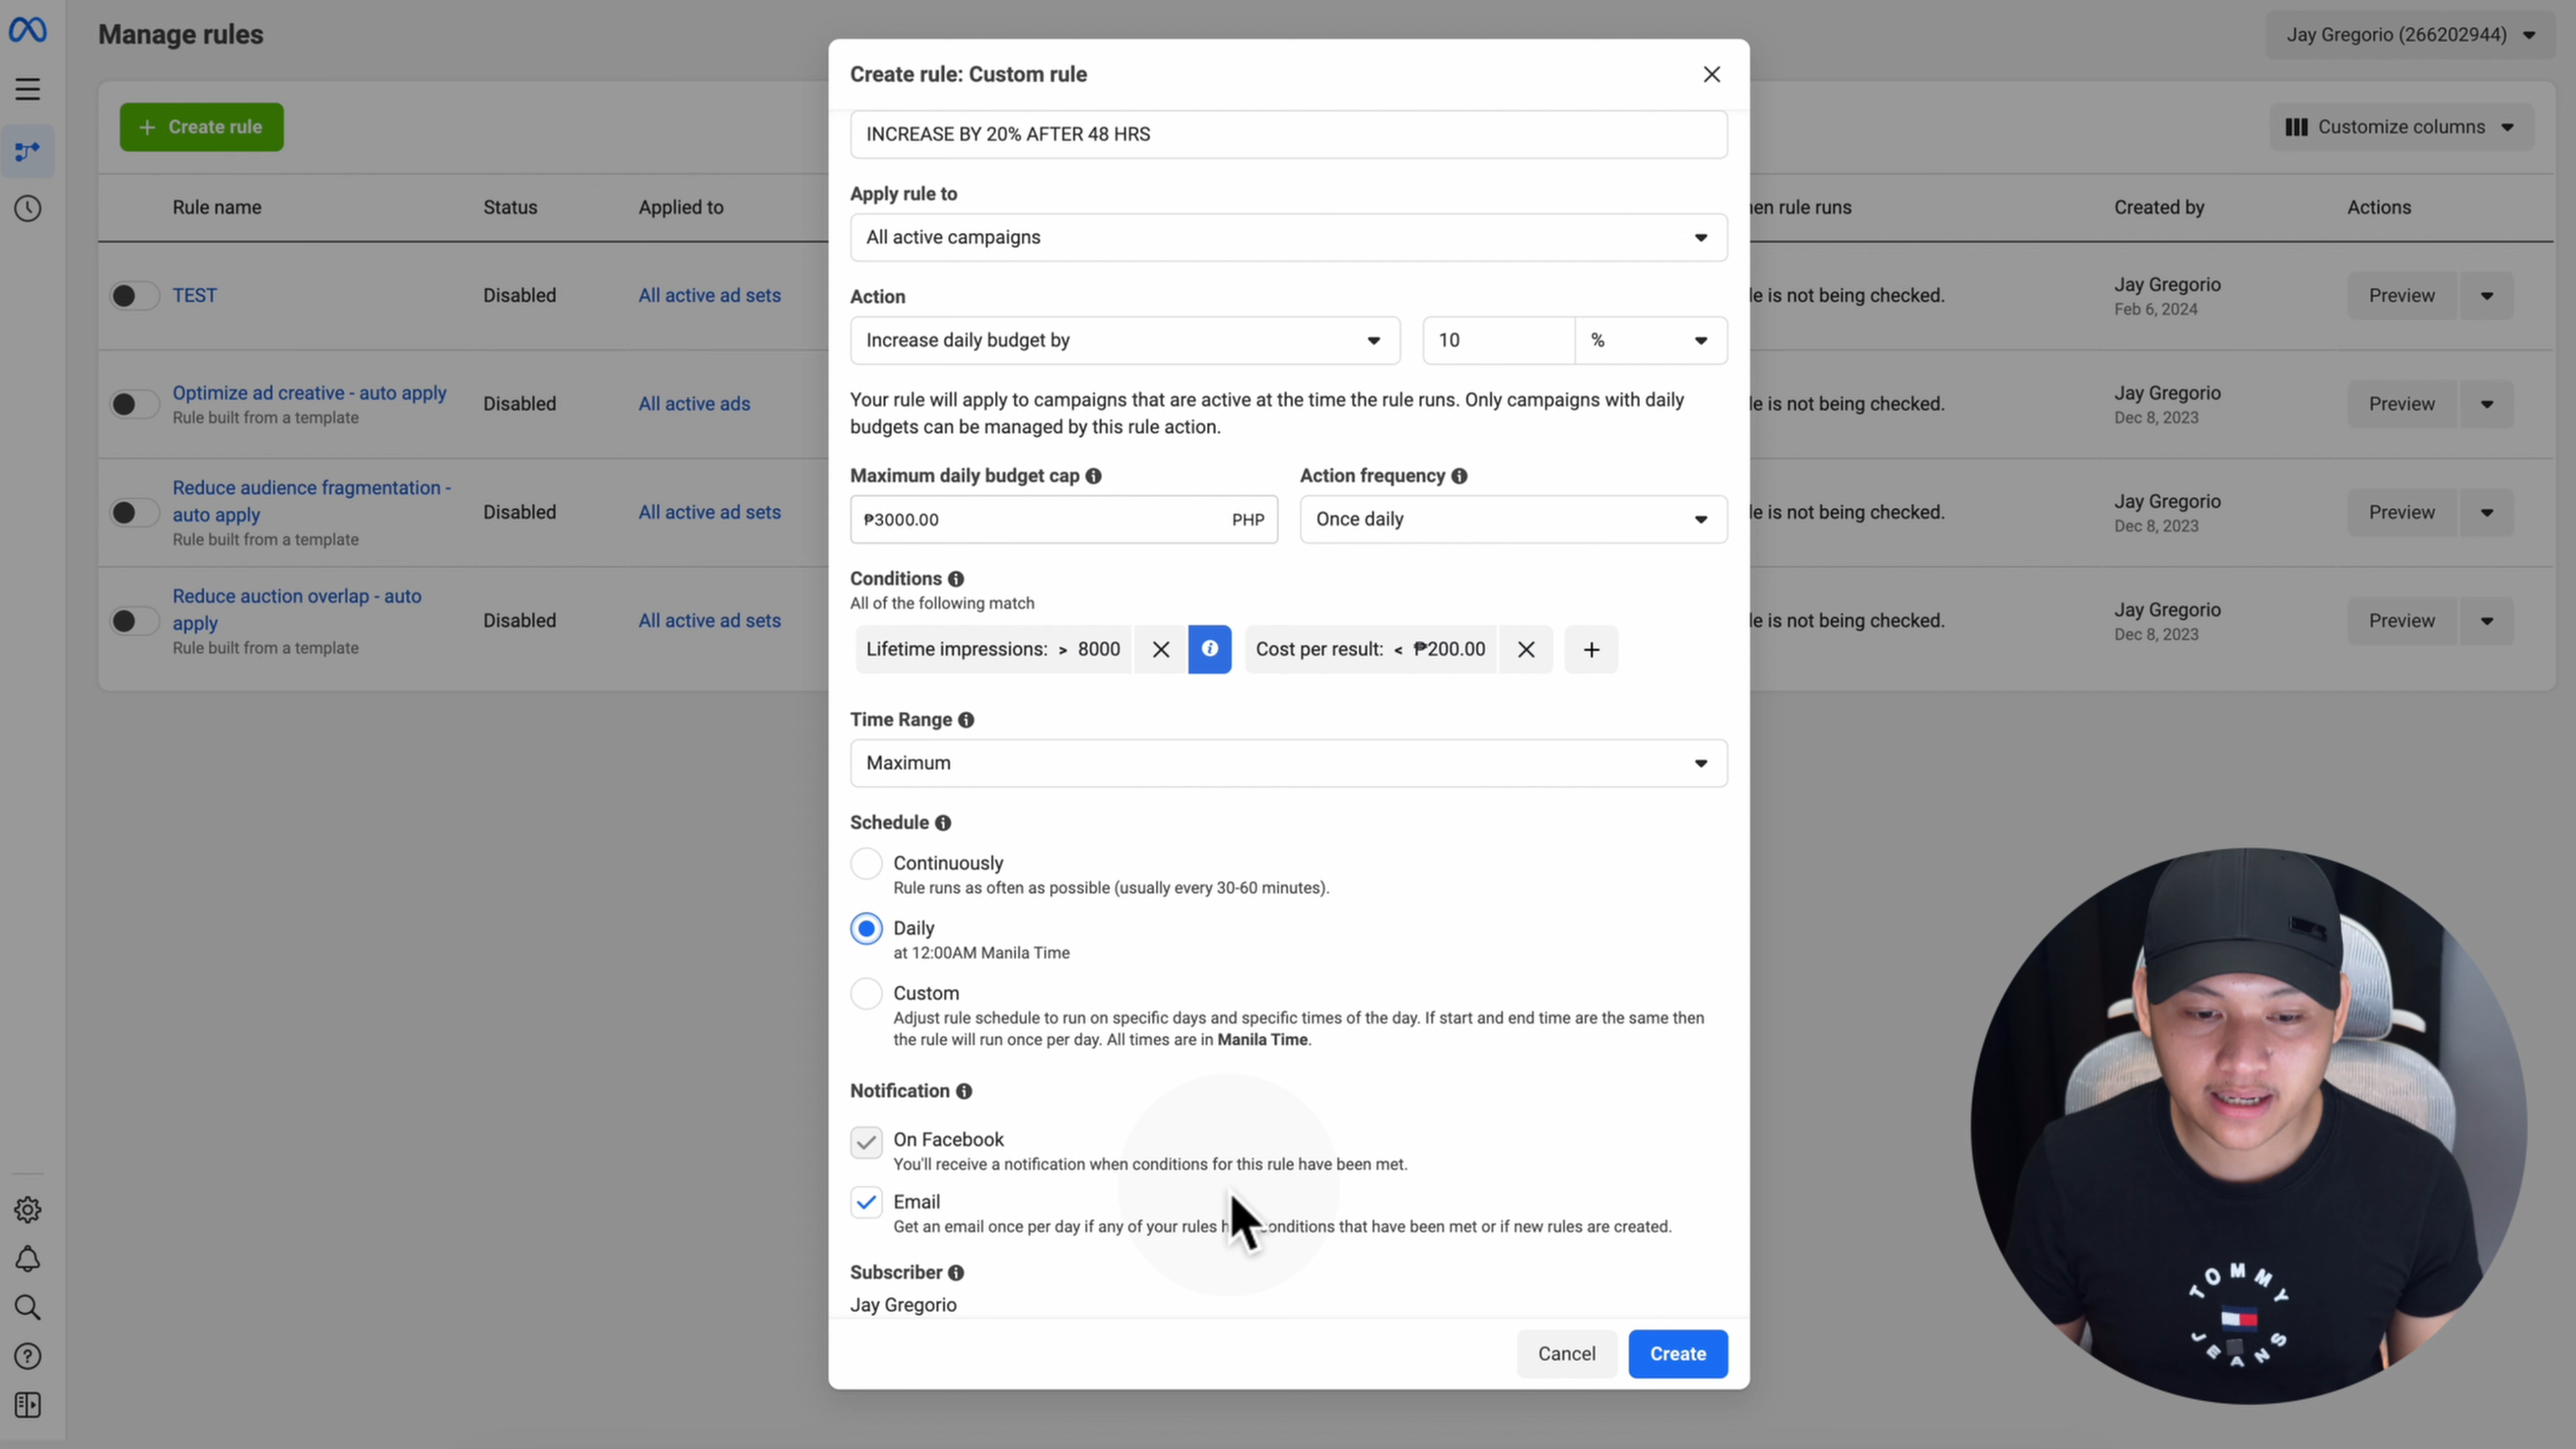 Manage rules
Jay Gregorio (266202944)
Create rule
Customize columns
Rule name
Status
Applied to
en rule runs
Created by
Actions
TEST
Disabled
All active ad sets
le is not being checked.
Jay Gregorio
Feb 6, 2024
Preview
Optimize ad creative - auto apply
Rule built from a template
Disabled
All active ads
le is not being checked.
Jay Gregorio
Dec 8, 2023
Preview
Reduce audience fragmentation -
auto apply
Rule built from a template
Disabled
All active ad sets
le is not being checked.
Jay Gregorio
Dec 8, 2023
Preview
Reduce auction overlap - auto
apply
Rule built from a template
Disabled
All active ad sets
le is not being checked.
Jay Gregorio
Dec 8, 2023
Preview
Create rule: Custom rule
INCREASE BY 20% AFTER 48 HRS
Apply rule to
All active campaigns
Action
Increase daily budget by
10
%
Your rule will apply to campaigns that are active at the time the rule runs. Only campaigns with daily
budgets can be managed by this rule action.
Maximum daily budget cap
Action frequency
₱3000.00 PHP
Once daily
Conditions
All of the following match
Lifetime impressions: > 8000
Cost per result: < ₱200.00
Time Range
Maximum
Schedule
Continuously
Rule runs as often as possible (usually every 30-60 minutes).
Daily
at 12:00AM Manila Time
Custom
Adjust rule schedule to run on specific days and specific times of the day. If start and end time are the same then
the rule will run once per day. All times are in Manila Time.
Notification
On Facebook
You'll receive a notification when conditions for this rule have been met.
Email
Get an email once per day if any of your rules h onditions that have been met or if new rules are created.
Subscriber
Jay Gregorio
Cancel
Create
TOMMY
JEANS